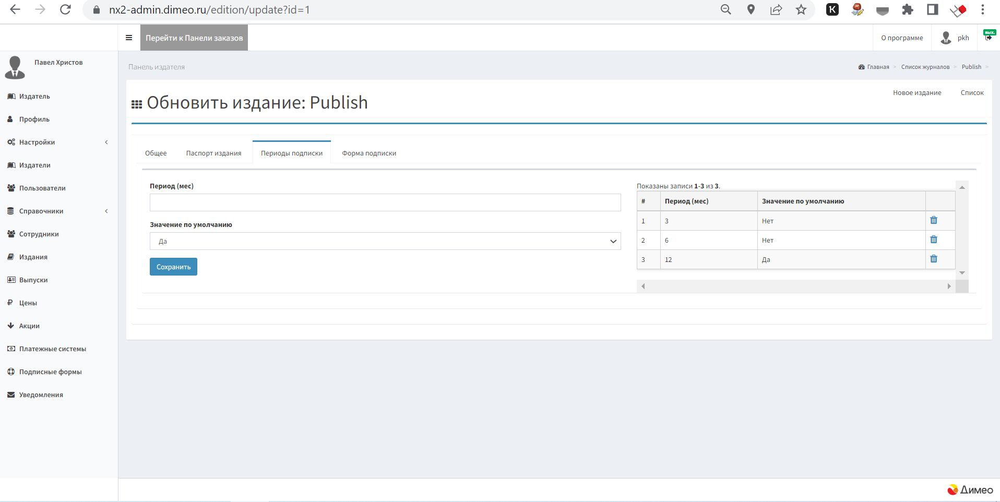 nx2-admin.dimeo.ru/edition/update?id=1
K
Перейти к Панели заказов
О программе
pkh
вых.
Павел Христов
Издатель
Профиль
Настройки
Издатели
Пользователи
Справочники
Сотрудники
Издания
Выпуски
Цены
Акции
Платежные системы
Подписные формы
Уведомления
Панель издателя
Главная > Список журналов > Publish >
Обновить издание: Publish
Новое издание
Список
Общее
Паспорт издания
Периоды подписки
Форма подписки
Период (мес)
Значение по умолчанию
Да
Сохранить
Показаны записи 1-3 из 3.
# Период (мес) Значение по умолчанию
1 3 Нет
2 6 Нет
3 12 Да
Димео